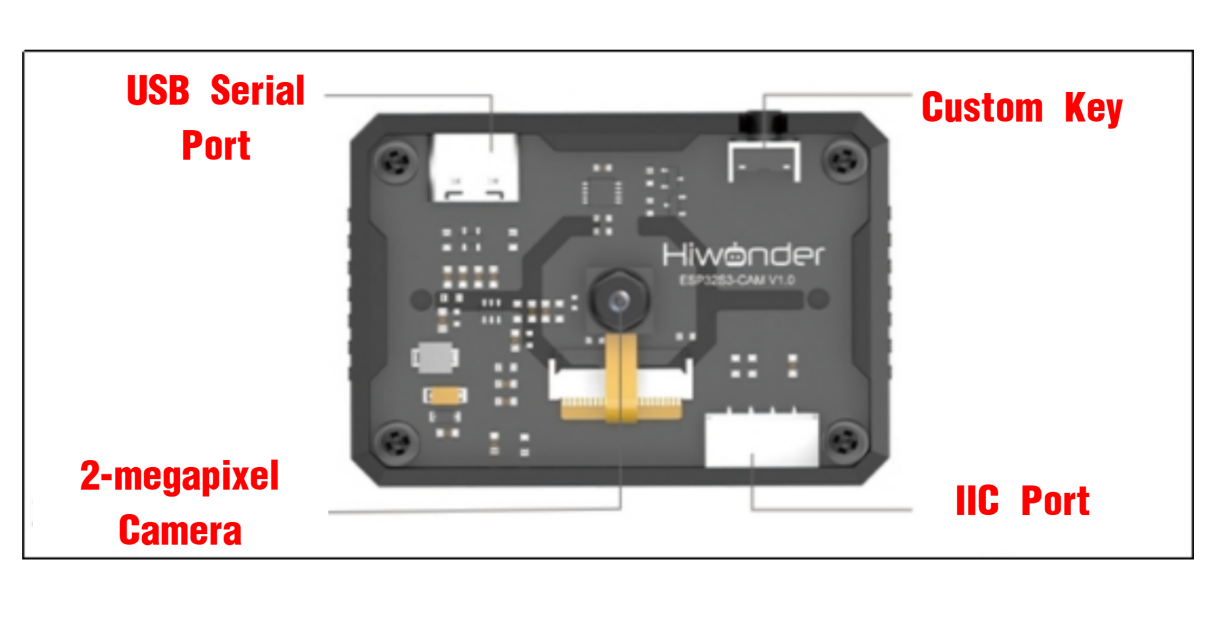 USB Serial
Port
Custom Key
Hiwonder
ESP32S3-CAM V1.0
2-megapixel
Camera
IIC Port